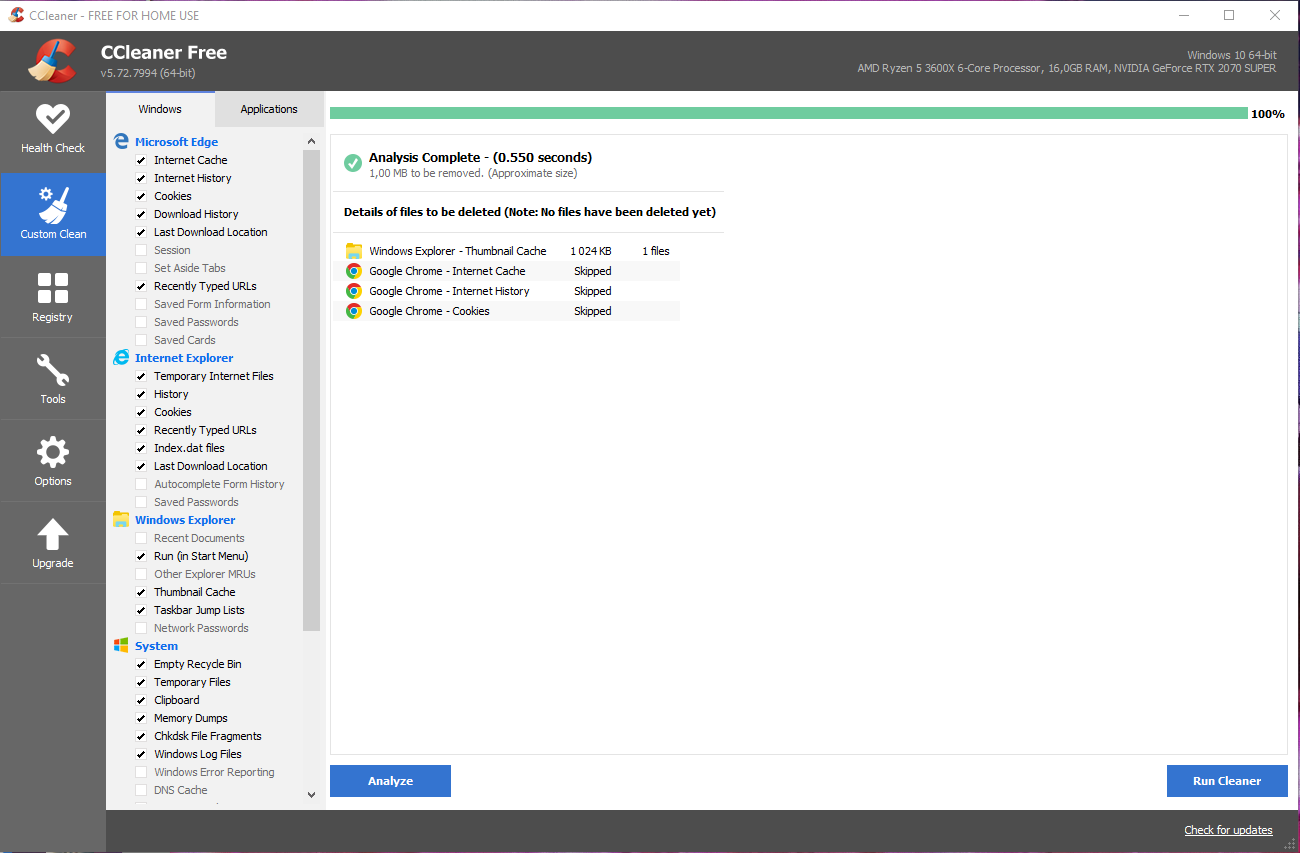 CCleaner - FREE FOR HOME USE
CCleaner Free
v5.72.7994 (64-bit)
Windows 10 64-bit
AMD Ryzen 5 3600X 6-Core Processor, 16,0GB RAM, NVIDIA GeForce RTX 2070 SUPER
Health Check
Custom Clean
Registry
Tools
Options
Upgrade
Windows
Applications
Microsoft Edge
Internet Cache
Internet History
Cookies
Download History
Last Download Location
Session
Set Aside Tabs
Recently Typed URLs
Saved Form Information
Saved Passwords
Saved Cards
Internet Explorer
Temporary Internet Files
History
Cookies
Recently Typed URLs
Index.dat files
Last Download Location
Autocomplete Form History
Saved Passwords
Windows Explorer
Recent Documents
Run (in Start Menu)
Other Explorer MRUs
Thumbnail Cache
Taskbar Jump Lists
Network Passwords
System
Empty Recycle Bin
Temporary Files
Clipboard
Memory Dumps
Chkdsk File Fragments
Windows Log Files
Windows Error Reporting
DNS Cache
100%
Analysis Complete - (0.550 seconds)
1,00 MB to be removed. (Approximate size)
Details of files to be deleted (Note: No files have been deleted yet)
Windows Explorer - Thumbnail Cache 1 024 KB 1 files
Google Chrome - Internet Cache Skipped
Google Chrome - Internet History Skipped
Google Chrome - Cookies Skipped
Analyze
Run Cleaner
Check for updates